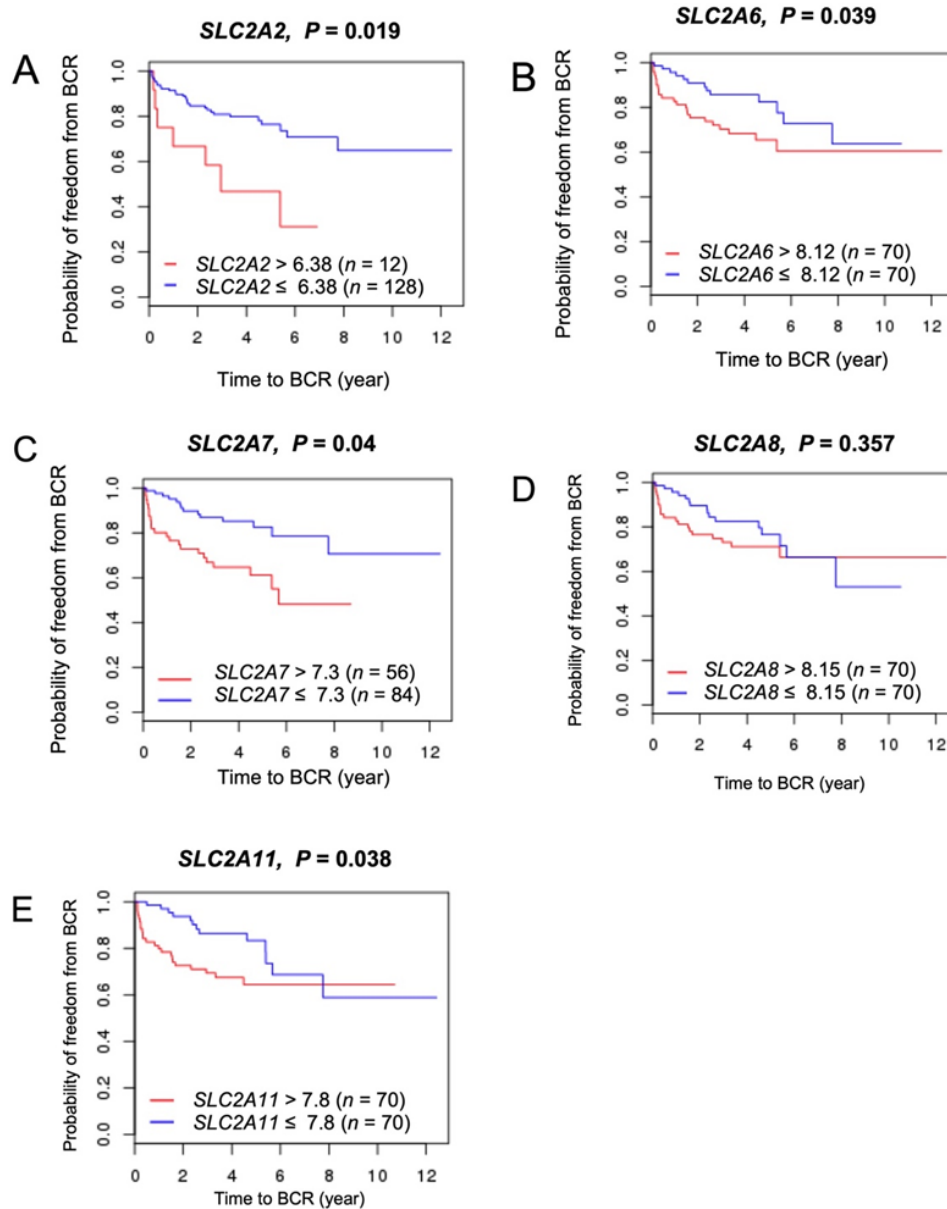 A
SLC2A2, P = 0.019
Probability of freedom from BCR
1.0
0.8
0.6
0.4
0.2
0.0
SLC2A2 > 6.38 (n = 12)
SLC2A2 ≤ 6.38 (n = 128)
0 2 4 6 8 10 12
Time to BCR (year)
B
SLC2A6, P = 0.039
Probability of freedom from BCR
1.0
0.8
0.6
0.4
0.2
0.0
SLC2A6 > 8.12 (n = 70)
SLC2A6 ≤ 8.12 (n = 70)
0 2 4 6 8 10 12
Time to BCR (year)
C
SLC2A7, P = 0.04
Probability of freedom from BCR
1.0
0.8
0.6
0.4
0.2
0.0
SLC2A7 > 7.3 (n = 56)
SLC2A7 ≤ 7.3 (n = 84)
0 2 4 6 8 10 12
Time to BCR (year)
D
SLC2A8, P = 0.357
Probability of freedom from BCR
1.0
0.8
0.6
0.4
0.2
0.0
SLC2A8 > 8.15 (n = 70)
SLC2A8 ≤ 8.15 (n = 70)
0 2 4 6 8 10 12
Time to BCR (year)
E
SLC2A11, P = 0.038
Probability of freedom from BCR
1.0
0.8
0.6
0.4
0.2
0.0
SLC2A11 > 7.8 (n = 70)
SLC2A11 ≤ 7.8 (n = 70)
0 2 4 6 8 10 12
Time to BCR (year)